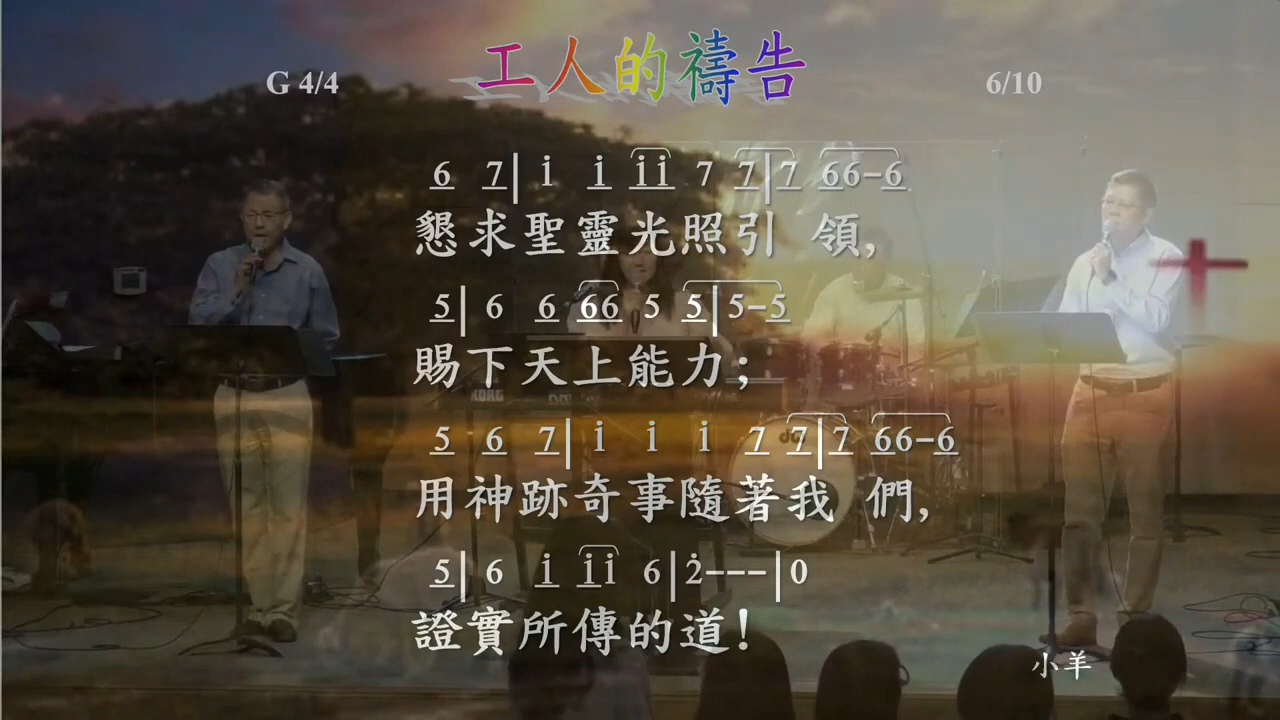 工人的禱告
G 4/4
6/10
6 7| i i ii 7 7|7 66-6
懇求聖靈光照引 領,
5| 6 6 66 5 5|5-5
賜下天上能力;
5 6 7| i i i 7 7|7 66-6
用神跡奇事隨著我 們,
5| 6 i ii 6|2̇---|0
證實所傳的道!
小羊
KORG